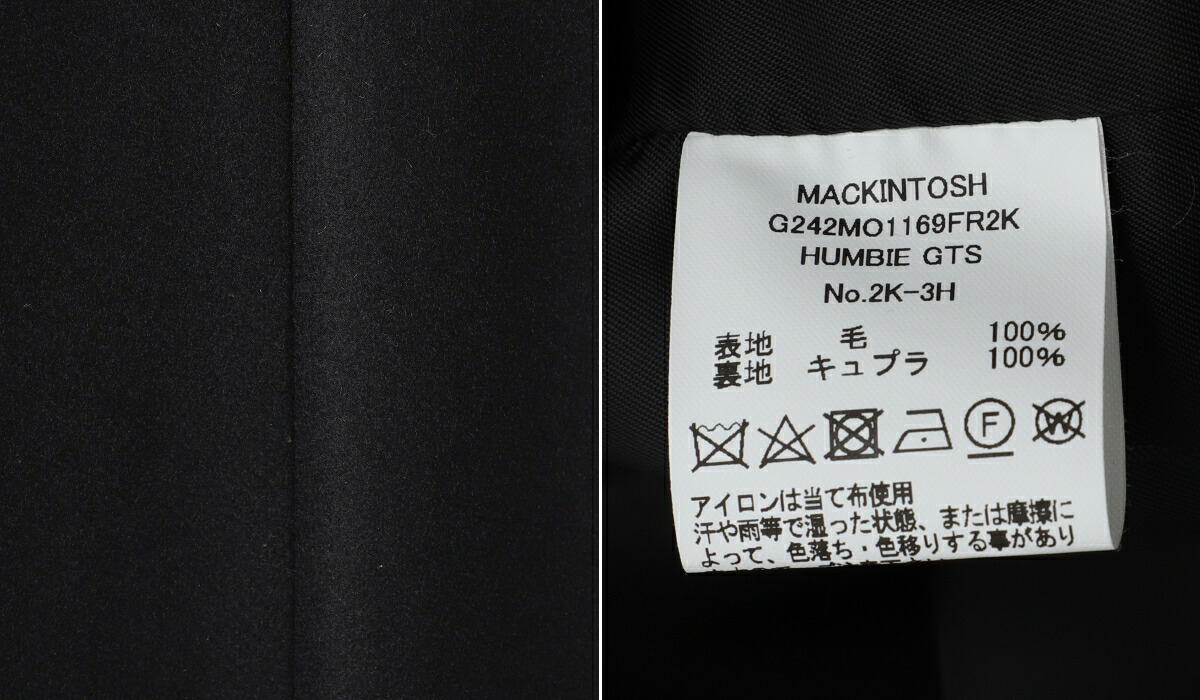 MACKINTOSH
G242MO1169FR2K
HUMBIE GTS
No.2K-3H
表地 毛 100%
裏地 キュプラ 100%
F W
アイロンは当て布使用
汗や雨等で湿った状態、または摩擦に
よって、色落ち・色移りする事があり